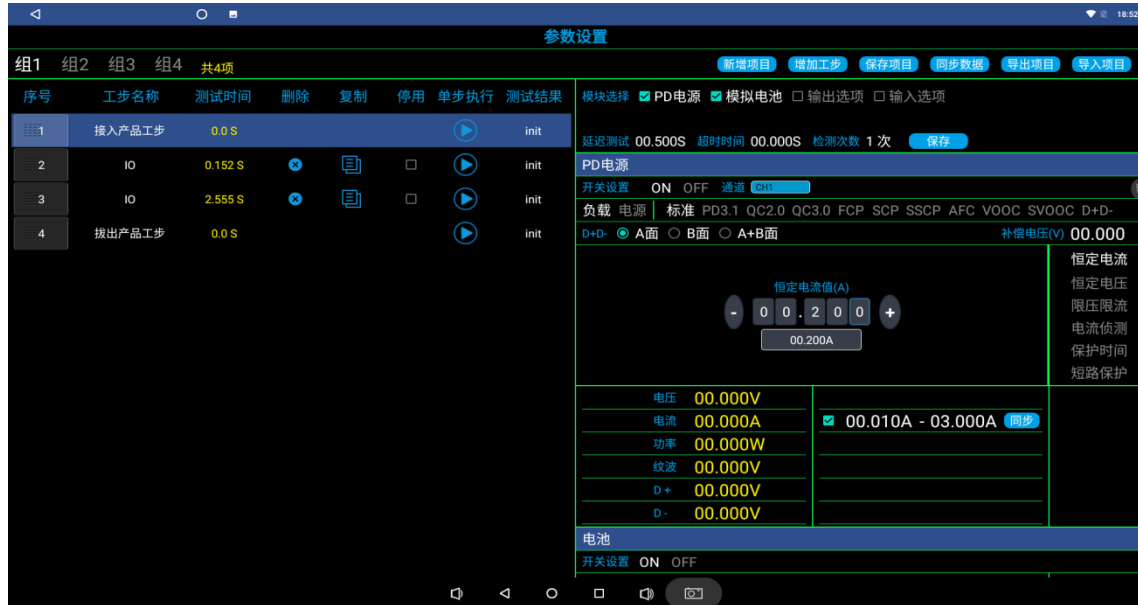 18:52
参数设置
组1 组2 组3 组4 共4项
新增项目 增加工步 保存项目 同步数据 导出项目 导入项目
序号 工步名称 测试时间 删除 复制 停用 单步执行 测试结果
1 接入产品工步 0.0 S init
2 IO 0.152 S init
3 IO 2.555 S init
4 拔出产品工步 0.0 S init
模块选择 PD电源 模拟电池 输出选项 输入选项
延迟测试 00.500S 超时时间 00.000S 检测次数 1 次 保存
PD电源
开关设置 ON OFF 通道 CH1
负载 电源 标准 PD3.1 QC2.0 QC3.0 FCP SCP SSCP AFC VOOC SVOOC D+D-
D+D- A面 B面 A+B面 补偿电压(V) 00.000
恒定电流值(A)
- 0 0 . 2 0 0 +
00.200A
恒定电流
恒定电压
限压限流
电流侦测
保护时间
短路保护
电压 00.000V
电流 00.000A 00.010A - 03.000A 同步
功率 00.000W
纹波 00.000V
D + 00.000V
D - 00.000V
电池
开关设置 ON OFF